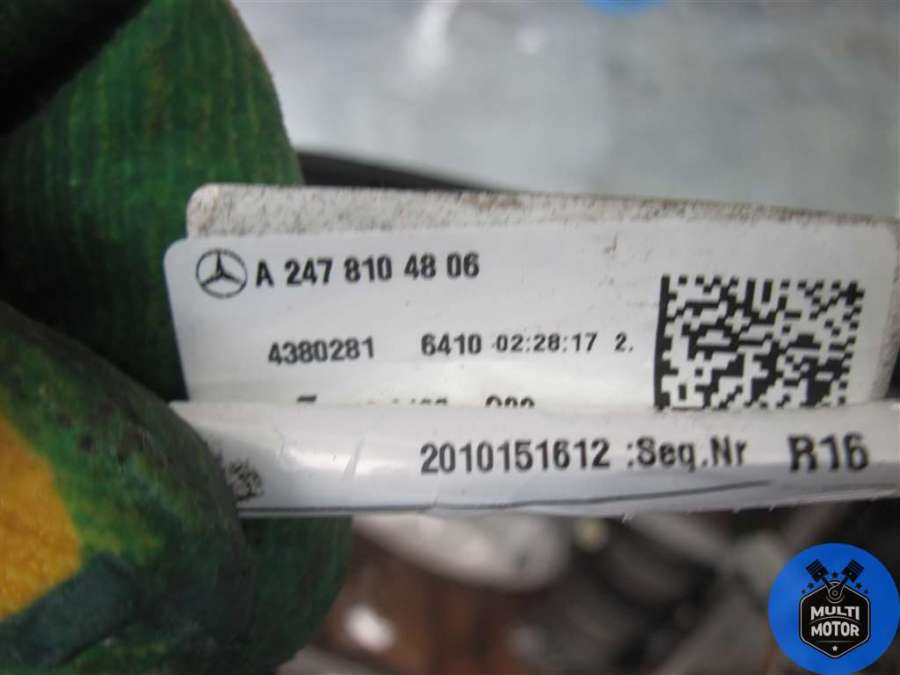 A 247 810 48 06
4380281 6410 02:28:17 2.
2010151612 :Seq.Nr R16
MULTI
MOTOR